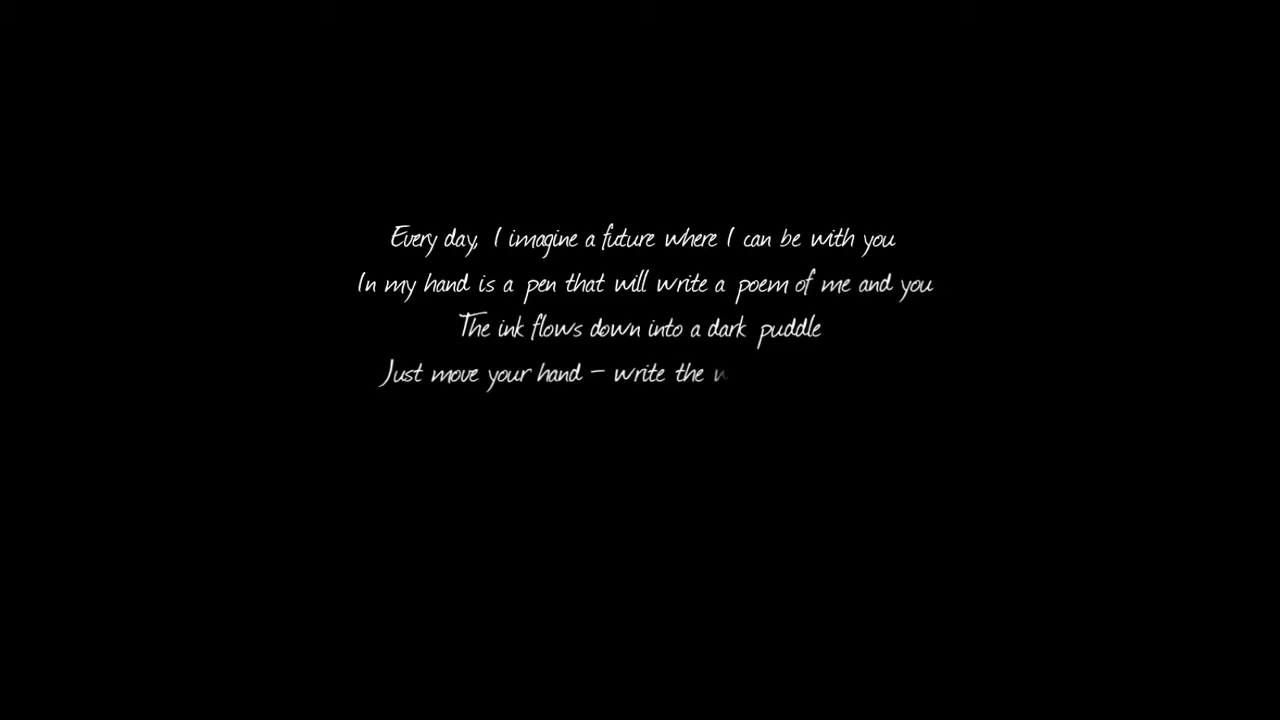 Every day, I imagine a future where I can be with you
In my hand is a pen that will write a poem of me and you
The ink flows down into a dark puddle
Just move your hand – write the